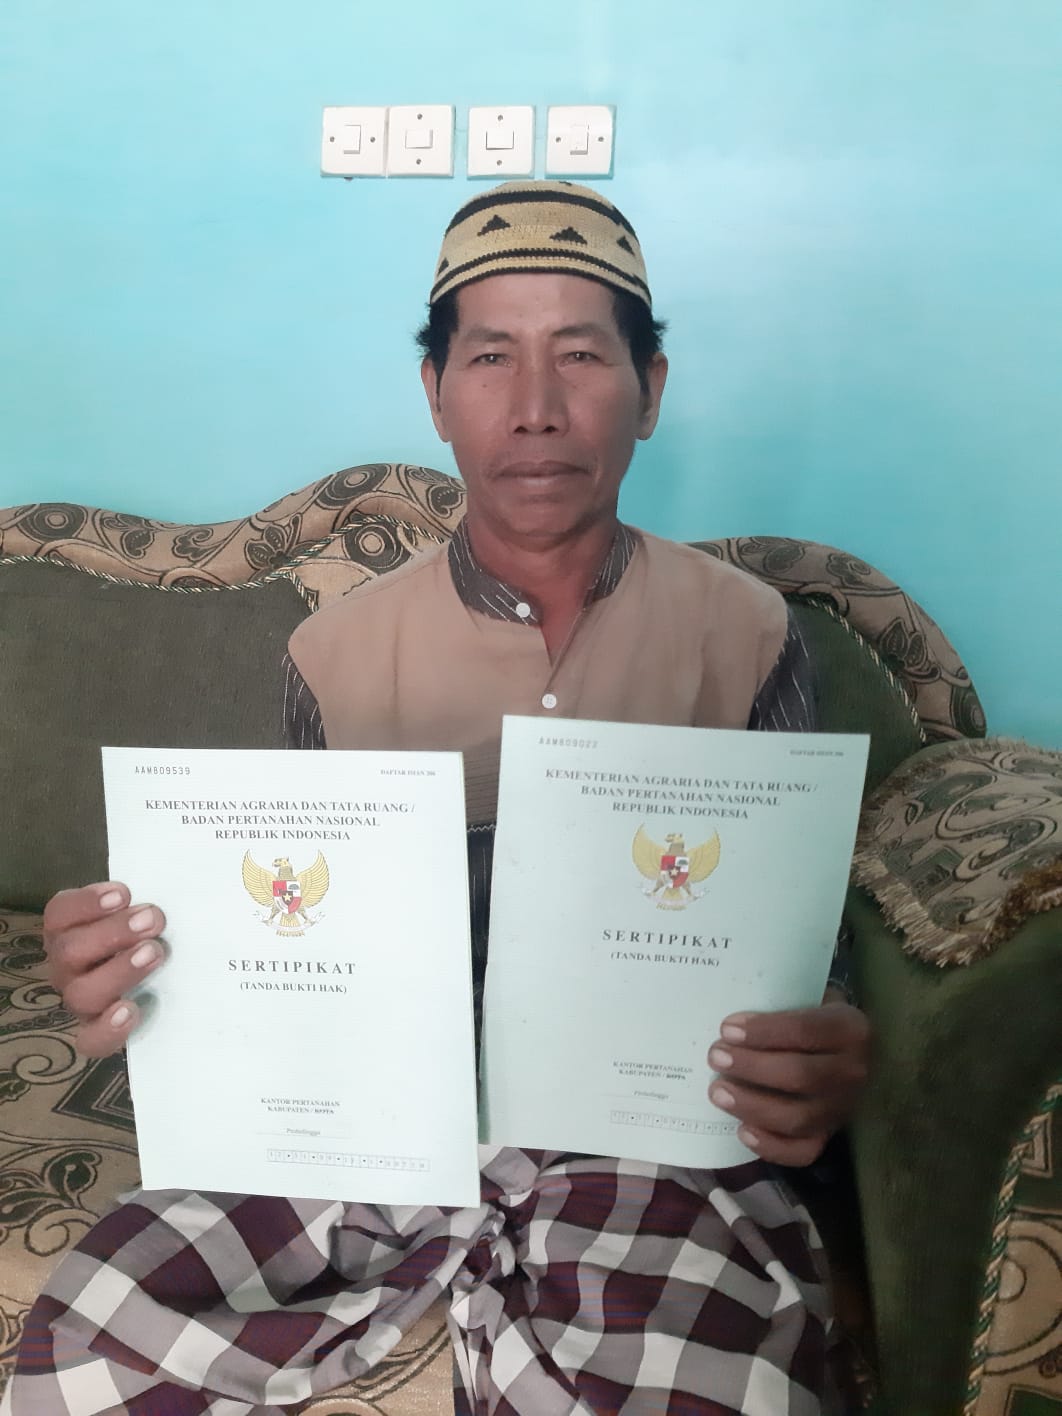 AAM809539
DAFTAR ISIAN 206
KEMENTERIAN AGRARIA DAN TATA RUANG /
BADAN PERTANAHAN NASIONAL
REPUBLIK INDONESIA
SERTIPIKAT
(TANDA BUKTI HAK)
KANTOR PERTANAHAN
KABUPATEN / KOTA
Probolinggo
AAM809022
DAFTAR ISIAN 206
KEMENTERIAN AGRARIA DAN TATA RUANG /
BADAN PERTANAHAN NASIONAL
REPUBLIK INDONESIA
SERTIPIKAT
(TANDA BUKTI HAK)
KANTOR PERTANAHAN
KABUPATEN / KOTA
Probolinggo